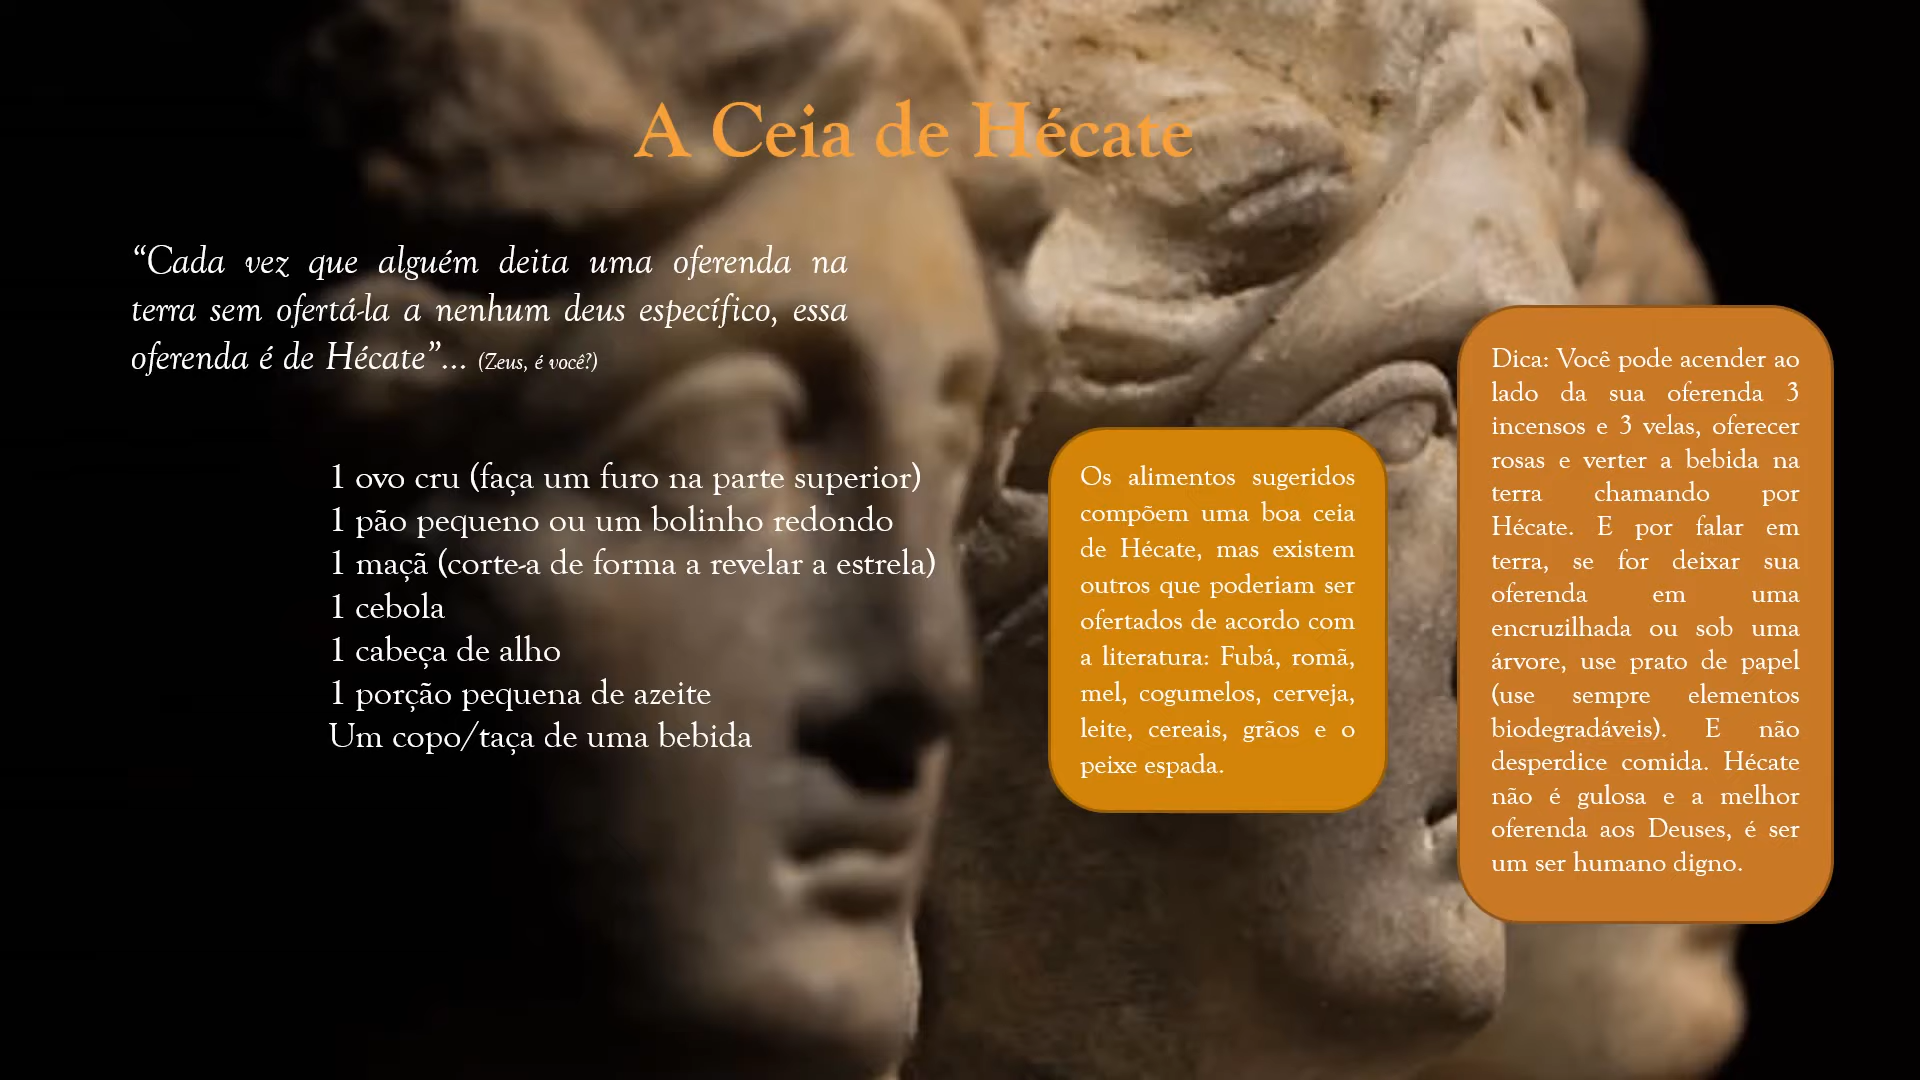 A Ceia de Hécate
“Cada vez que alguém deita uma oferenda na
terra sem ofertá-la a nenhum deus específico, essa
oferenda é de Hécate”... (Zeus, é você?)
1 ovo cru (faça um furo na parte superior)
1 pão pequeno ou um bolinho redondo
1 maçã (corte-a de forma a revelar a estrela)
1 cebola
1 cabeça de alho
1 porção pequena de azeite
Um copo/taça de uma bebida
Os alimentos sugeridos
compõem uma boa ceia
de Hécate, mas existem
outros que poderiam ser
ofertados de acordo com
a literatura: Fubá, romã,
mel, cogumelos, cerveja,
leite, cereais, grãos e o
peixe espada.
Dica: Você pode acender ao
lado da sua oferenda 3
incensos e 3 velas, oferecer
rosas e verter a bebida na
terra chamando por
Hécate. E por falar em
terra, se for deixar sua
oferenda em uma
encruzilhada ou sob uma
árvore, use prato de papel
(use sempre elementos
biodegradáveis). E não
desperdice comida. Hécate
não é gulosa e a melhor
oferenda aos Deuses, é ser
um ser humano digno.